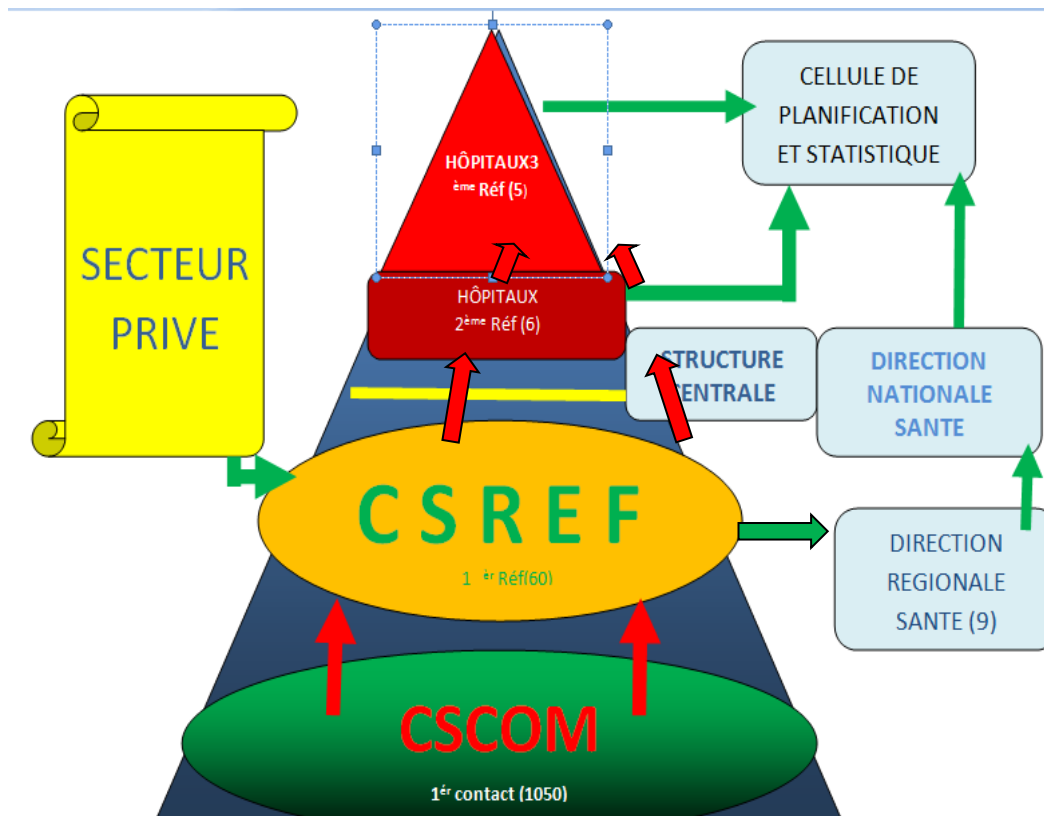 CELLULE DE
PLANIFICATION
ET STATISTIQUE
HÔPITAUX3
ème Réf (5)
SECTEUR
PRIVE
HÔPITAUX
2ème Réf (6)
STRUCTURE
CENTRALE
DIRECTION
NATIONALE
SANTE
C S R E F
1 èr Réf(60)
DIRECTION
REGIONALE
SANTE (9)
CSCOM
1ér contact (1050)